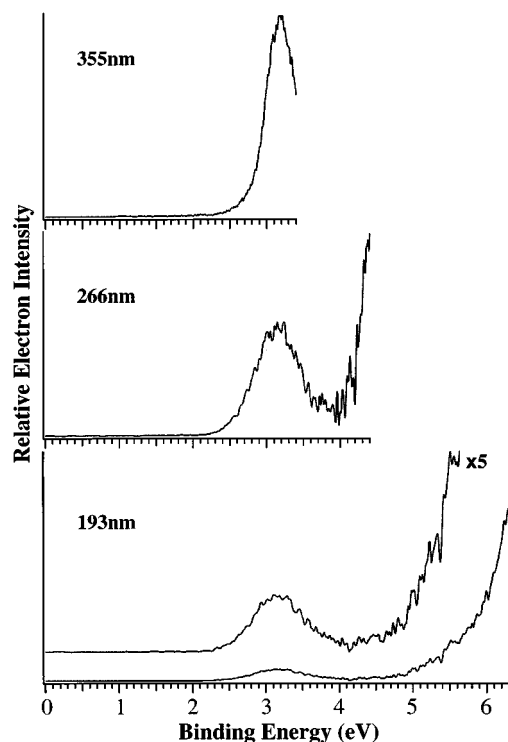 355nm
Relative Electron Intensity
266nm
x5
193nm
0 1 2 3 4 5 6
Binding Energy (eV)